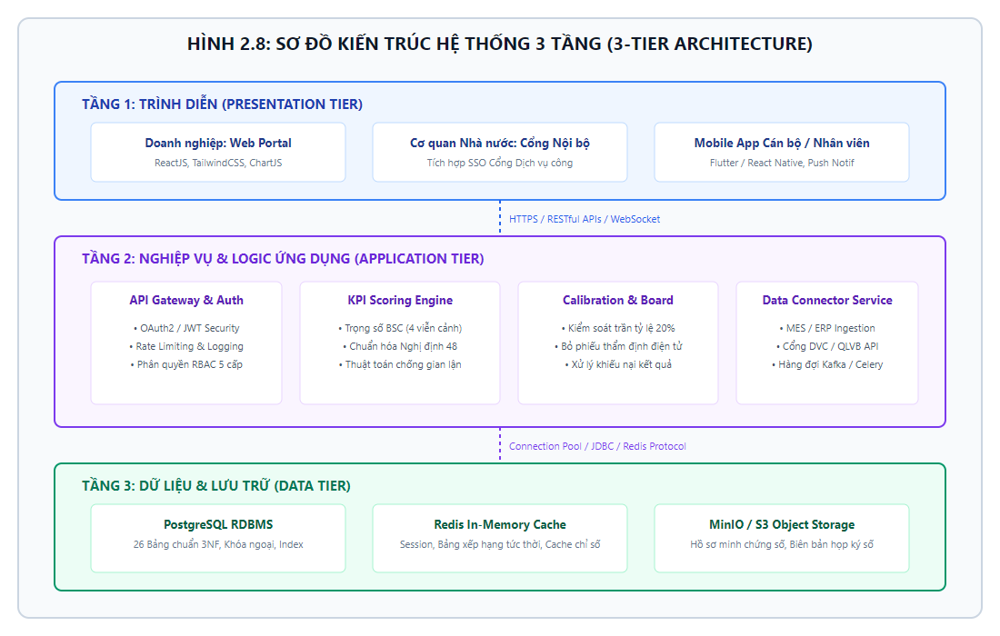 HÌNH 2.8: SƠ ĐỒ KIẾN TRÚC HỆ THỐNG 3 TẦNG (3-TIER ARCHITECTURE)
TẦNG 1: TRÌNH DIỄN (PRESENTATION TIER)
Doanh nghiệp: Web Portal
ReactJS, TailwindCSS, ChartJS
Cơ quan Nhà nước: Cổng Nội bộ
Tích hợp SSO Cổng Dịch vụ công
Mobile App Cán bộ / Nhân viên
Flutter / React Native, Push Notif
HTTPS / RESTful APIs / WebSocket
TẦNG 2: NGHIỆP VỤ & LOGIC ỨNG DỤNG (APPLICATION TIER)
API Gateway & Auth
• OAuth2 / JWT Security
• Rate Limiting & Logging
• Phân quyền RBAC 5 cấp
KPI Scoring Engine
• Trọng số BSC (4 viễn cảnh)
• Chuẩn hóa Nghị định 48
• Thuật toán chống gian lận
Calibration & Board
• Kiểm soát trần tỷ lệ 20%
• Bỏ phiếu thẩm định điện tử
• Xử lý khiếu nại kết quả
Data Connector Service
• MES / ERP Ingestion
• Cổng DVC / QLVB API
• Hàng đợi Kafka / Celery
Connection Pool / JDBC / Redis Protocol
TẦNG 3: DỮ LIỆU & LƯU TRỮ (DATA TIER)
PostgreSQL RDBMS
26 Bảng chuẩn 3NF, Khóa ngoại, Index
Redis In-Memory Cache
Session, Bảng xếp hạng tức thời, Cache chỉ số
MinIO / S3 Object Storage
Hồ sơ minh chứng số, Biên bản họp ký số